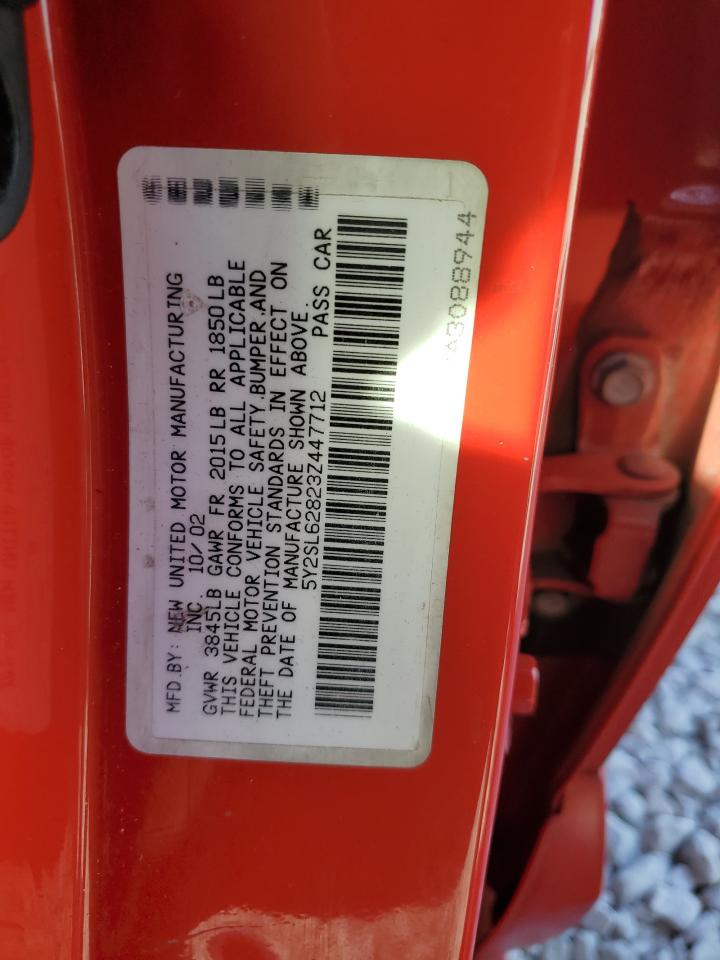 MFD.BY: NEW UNITED MOTOR MANUFACTURING
INC. 10/02
GVWR 3845LB GAWR FR 2015LB RR 1850LB
THIS VEHICLE CONFORMS TO ALL APPLICABLE
FEDERAL MOTOR VEHICLE SAFETY,BUMPER,AND
THEFT PREVENTION STANDARDS IN EFFECT ON
THE DATE OF MANUFACTURE SHOWN ABOVE.
5Y2SL62823Z447712 PASS CAR
A3088944